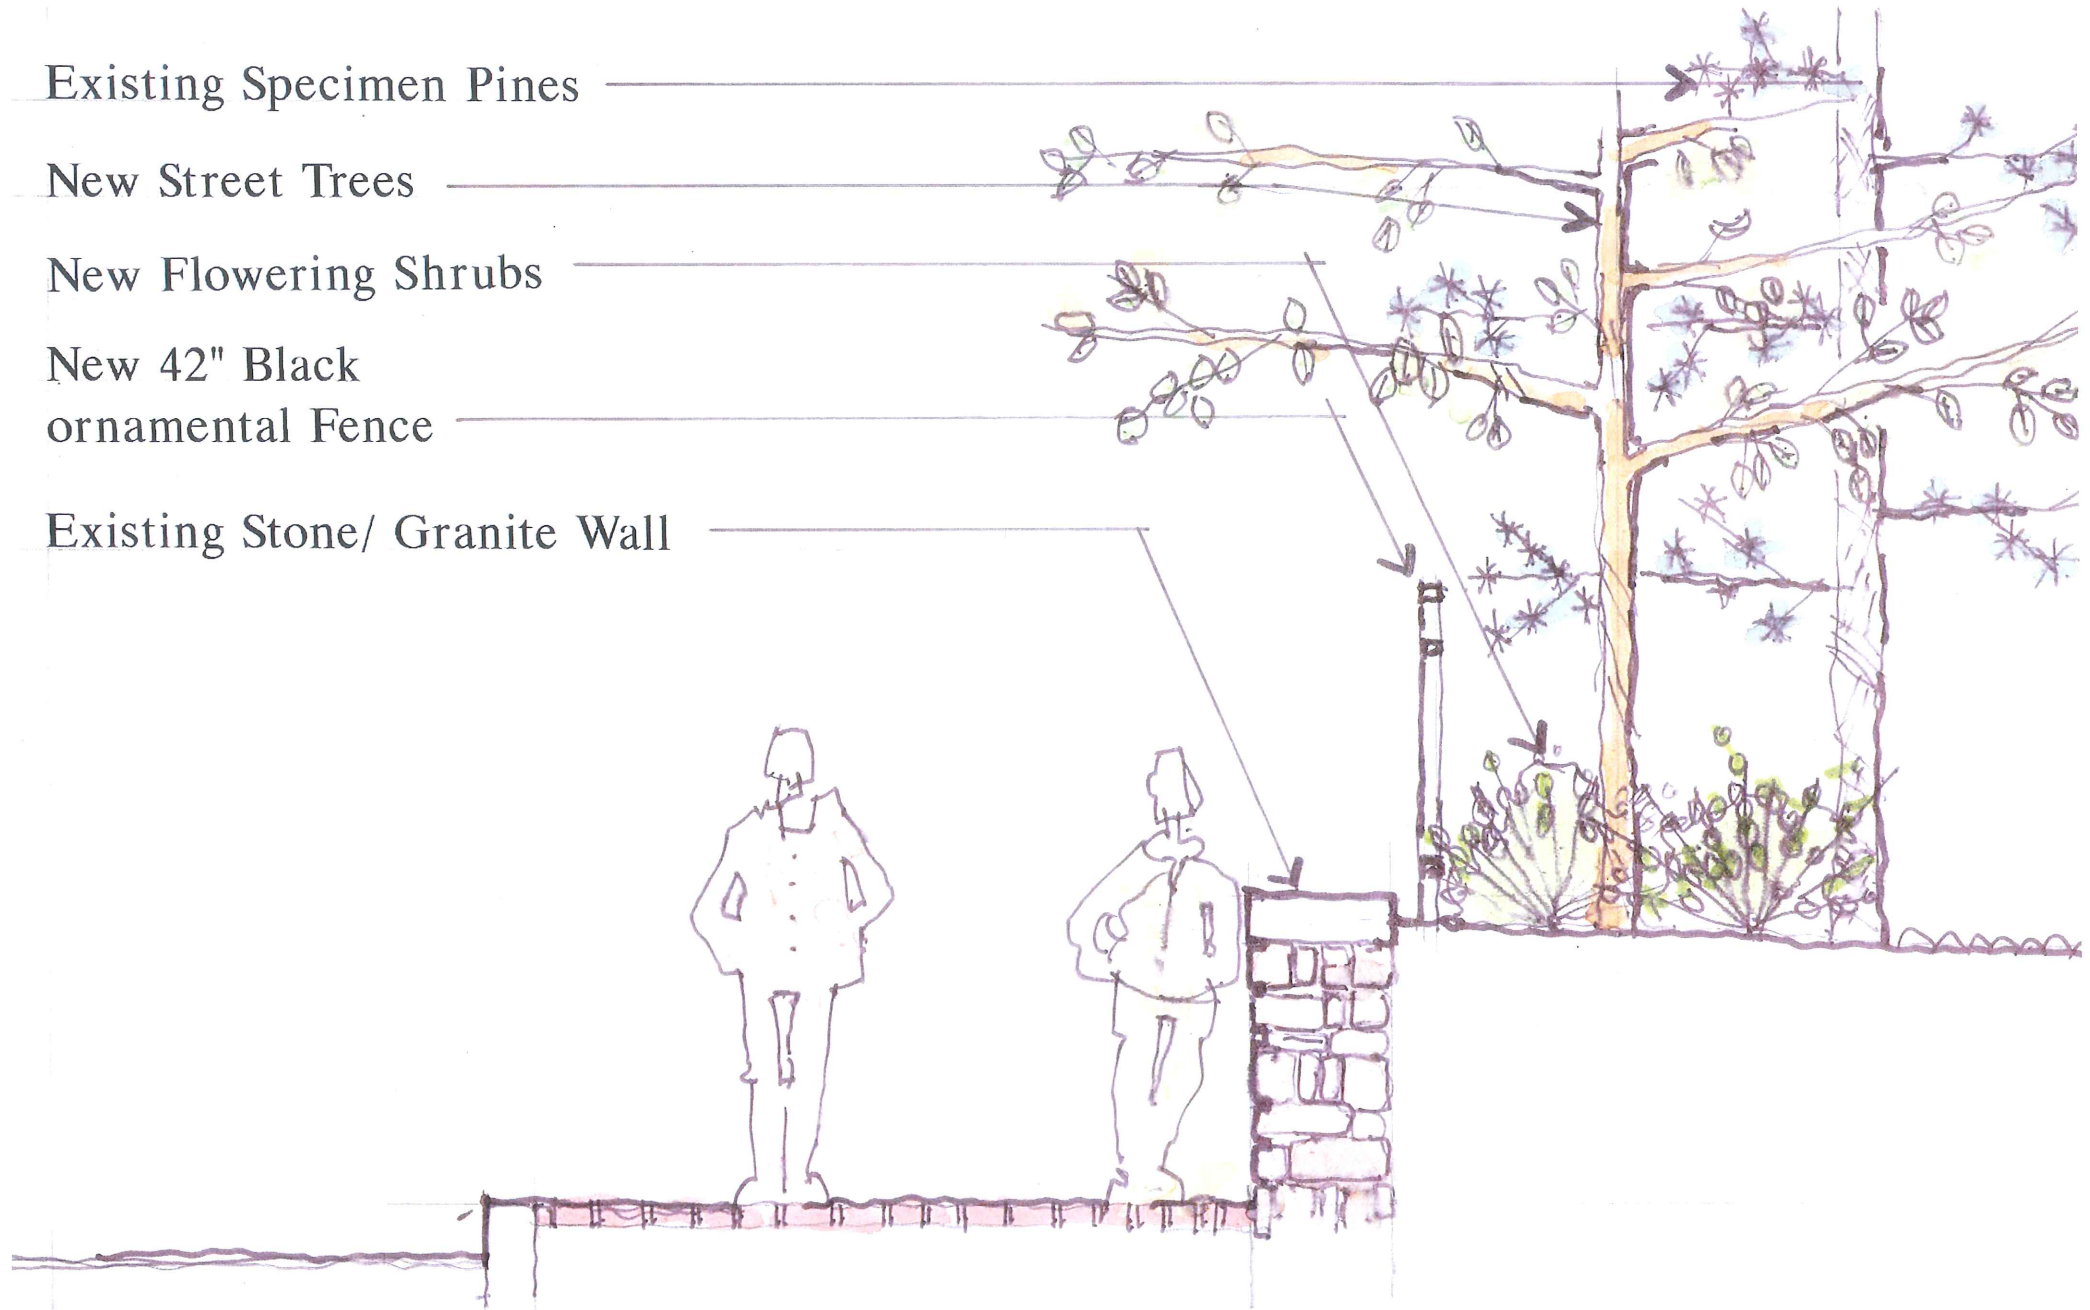 Existing Specimen Pines
New Street Trees
New Flowering Shrubs
New 42" Black
ornamental Fence
Existing Stone/ Granite Wall